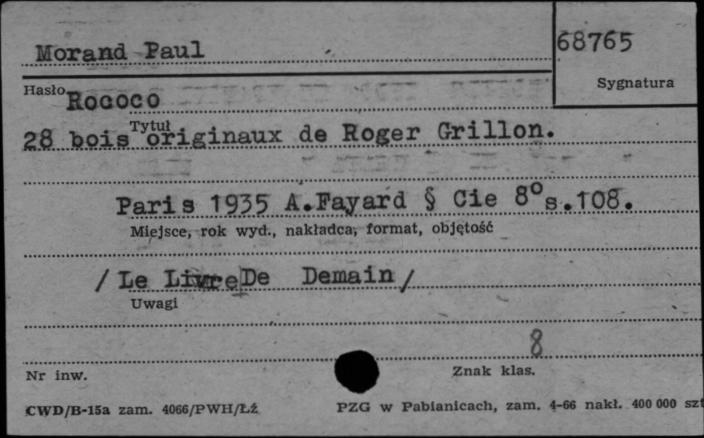 Morand Paul
68765
Sygnatura
Hasło
Rococo
Tytuł
28 bois originaux de Roger Grillon.
Paris 1935 A.Fayard § Cie 8° s.108.
Miejsce, rok wyd., nakładca, format, objętość
/ Le Livre De Demain /
Uwagi
8
Nr inw.
Znak klas.
CWD/B-15a zam. 4066/PWH/Łź
PZG w Pabianicach, zam. 4-66 nakł. 400 000 szt